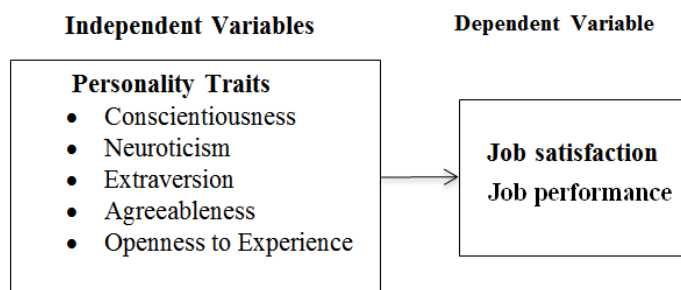 Independent Variables
Dependent Variable
Personality Traits
• Conscientiousness
• Neuroticism
• Extraversion
• Agreeableness
• Openness to Experience
Job satisfaction
Job performance